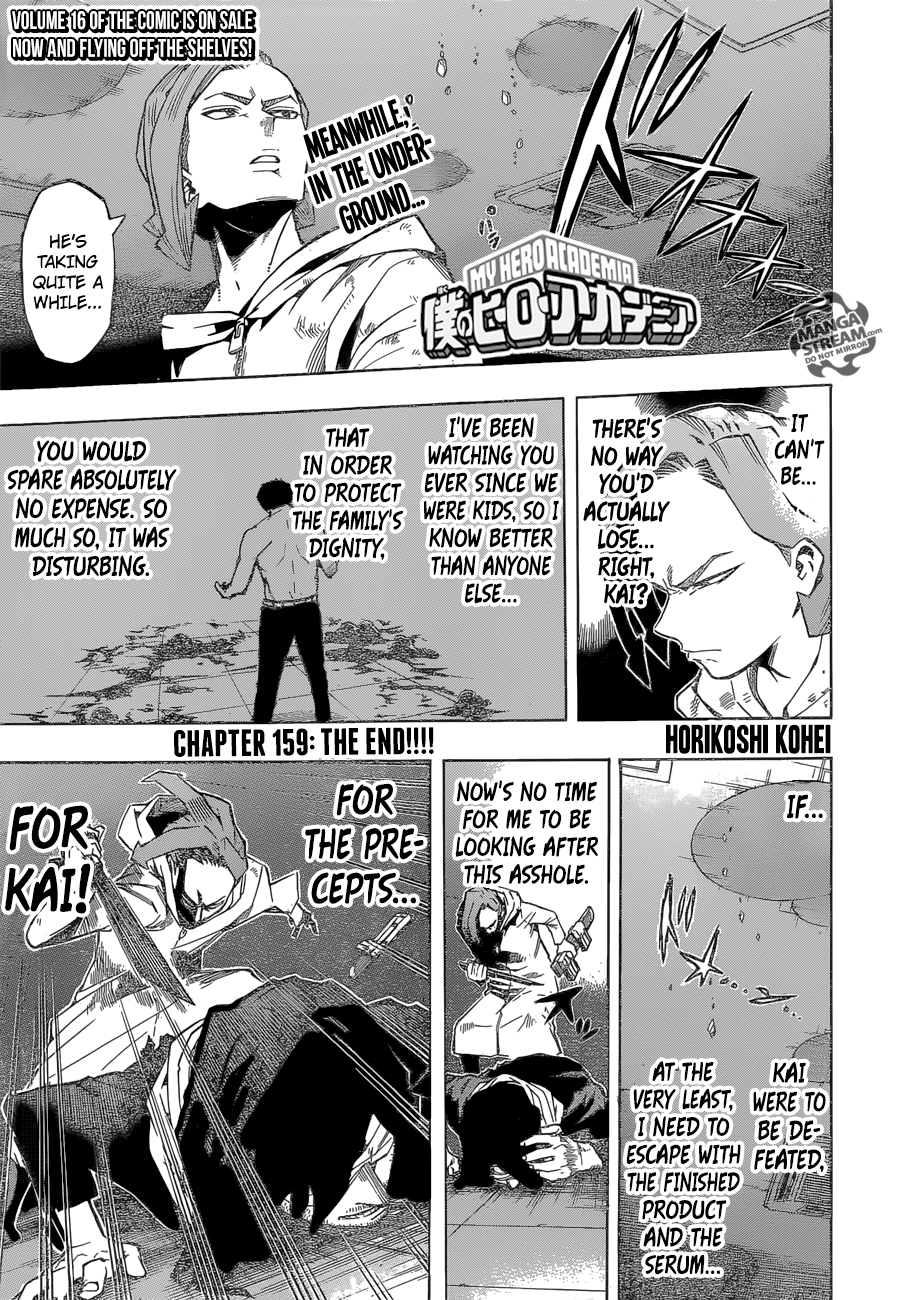 VOLUME 16 OF THE COMIC IS ON SALE
NOW AND FLYING OFF THE SHELVES!
MEANWHILE,
IN THE UNDER-
GROUND...
HE'S
TAKING
QUITE A
WHILE...
MY HERO ACADEMIA
僕のヒーローアカデミア
MANGA
STREAM.com
DO NOT MIRROR
IT
CAN'T
BE...
THERE'S
NO WAY
YOU'D
ACTUALLY
LOSE...
RIGHT,
KAI?
I'VE BEEN
WATCHING YOU
EVER SINCE WE
WERE KIDS, SO I
KNOW BETTER
THAN ANYONE
ELSE...
THAT
IN ORDER
TO PROTECT
THE FAMILY'S
DIGNITY,
YOU WOULD
SPARE ABSOLUTELY
NO EXPENSE. SO
MUCH SO, IT WAS
DISTURBING.
CHAPTER 159: THE END!!!!
HORIKOSHI KOHEI
IF...
KAI
WERE TO
BE DE-
FEATED,
AT THE
VERY LEAST,
I NEED TO
ESCAPE WITH
THE FINISHED
PRODUCT
AND THE
SERUM...
NOW'S NO TIME
FOR ME TO BE
LOOKING AFTER
THIS ASSHOLE.
FOR
THE PRE-
CEPTS...
FOR
KAI!